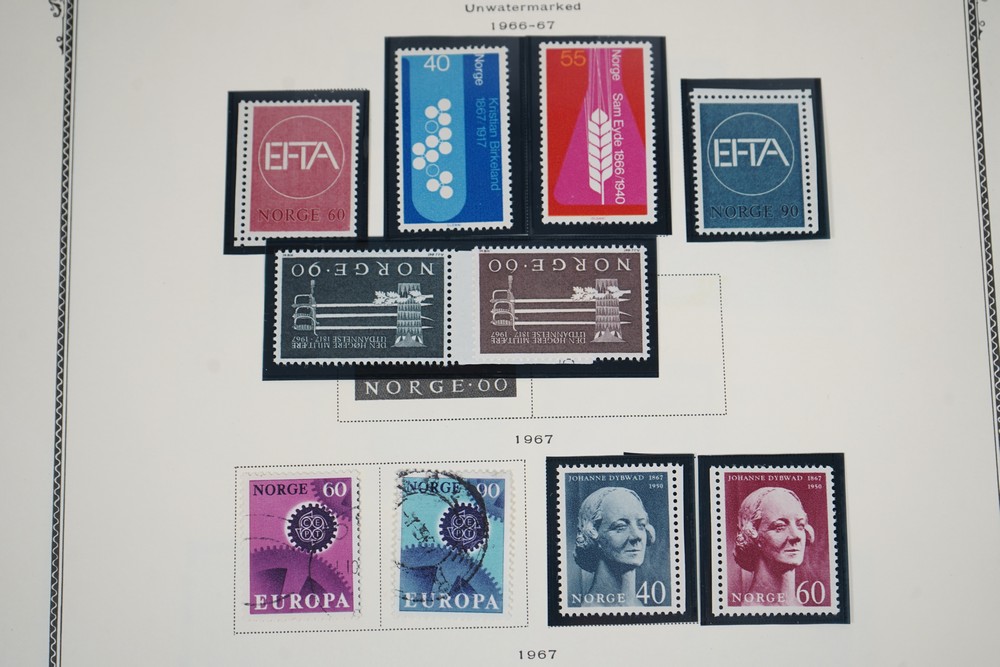 Unwatermarked
1966-67
EFTA
NORGE 60
40
Norge
Kristian Birkeland
1867/1917
55
Norge
Sam Eyde 1866/1940
EFTA
NORGE 90
NORGE·90
DEN HØGERE MILITÆRE
UTDANNELSE 1817-1967
NORGE·60
DEN HØGERE MILITÆRE
UTDANNELSE 1817-1967
NORGE·60
1967
NORGE 60
CEPT
EUROPA
NORGE 90
CEPT
EUROPA
JOHANNE DYBWAD 1867
1950
NORGE 40
JOHANNE DYBWAD 1867
1950
NORGE 60
1967